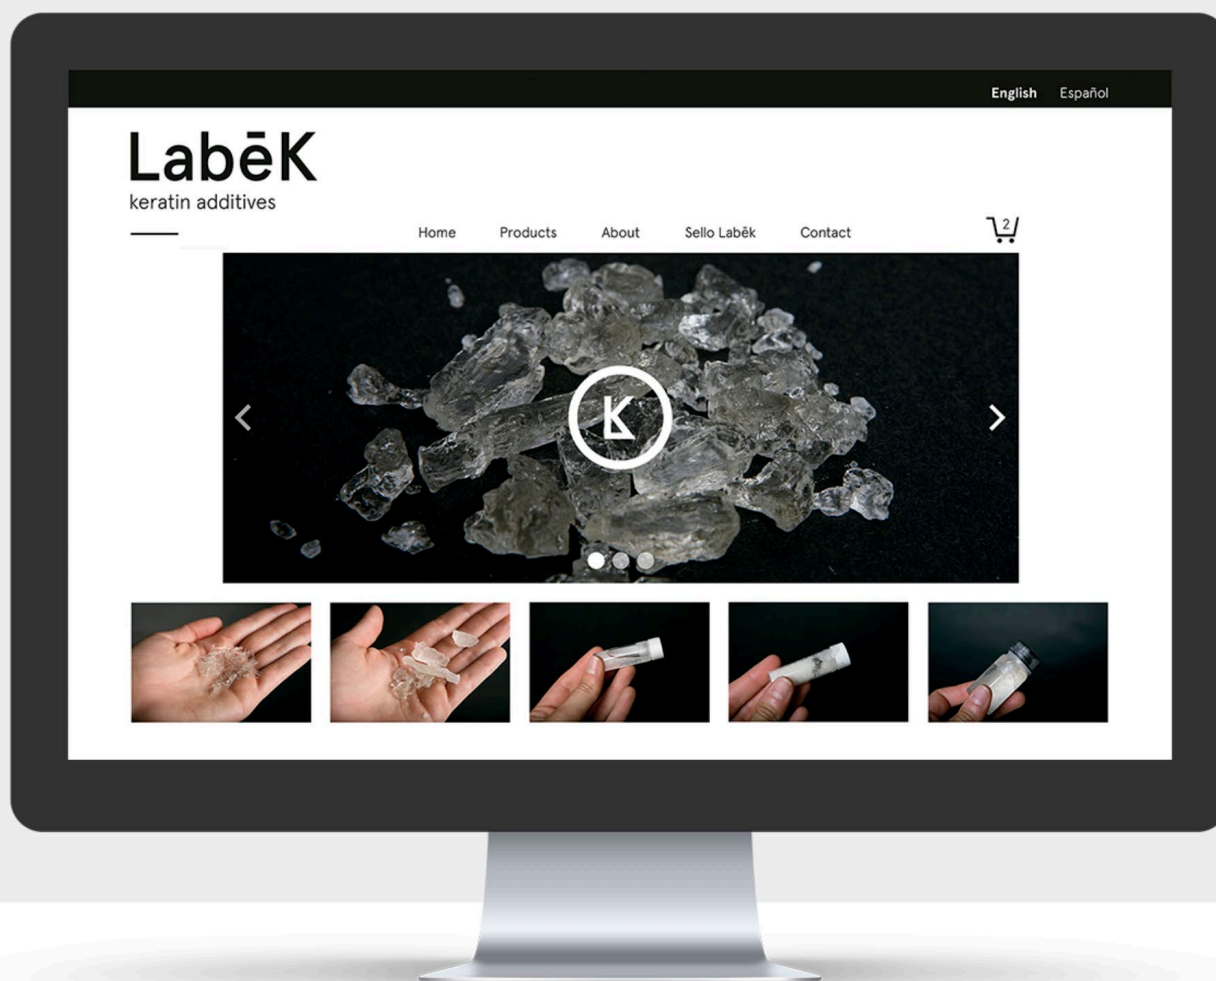 English Español
LabēK
keratin additives
Home Products About Sello Labēk Contact 2
K